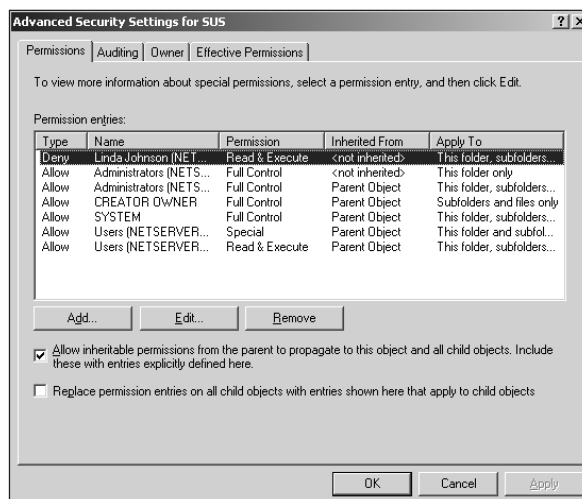 Advanced Security Settings for SUS
Permissions Auditing Owner Effective Permissions
To view more information about special permissions, select a permission entry, and then click Edit.
Permission entries:
Type Name Permission Inherited From Apply To
Deny Linda Johnson (NET... Read & Execute <not inherited> This folder, subfolders...
Allow Administrators (NETS... Full Control <not inherited> This folder only
Allow Administrators (NETS... Full Control Parent Object This folder, subfolders...
Allow CREATOR OWNER Full Control Parent Object Subfolders and files only
Allow SYSTEM Full Control Parent Object This folder, subfolders...
Allow Users (NETSERVER... Special Parent Object This folder and subfol...
Allow Users (NETSERVER... Read & Execute Parent Object This folder, subfolders...
Add... Edit... Remove
Allow inheritable permissions from the parent to propagate to this object and all child objects. Include
these with entries explicitly defined here.
Replace permission entries on all child objects with entries shown here that apply to child objects
OK Cancel Apply